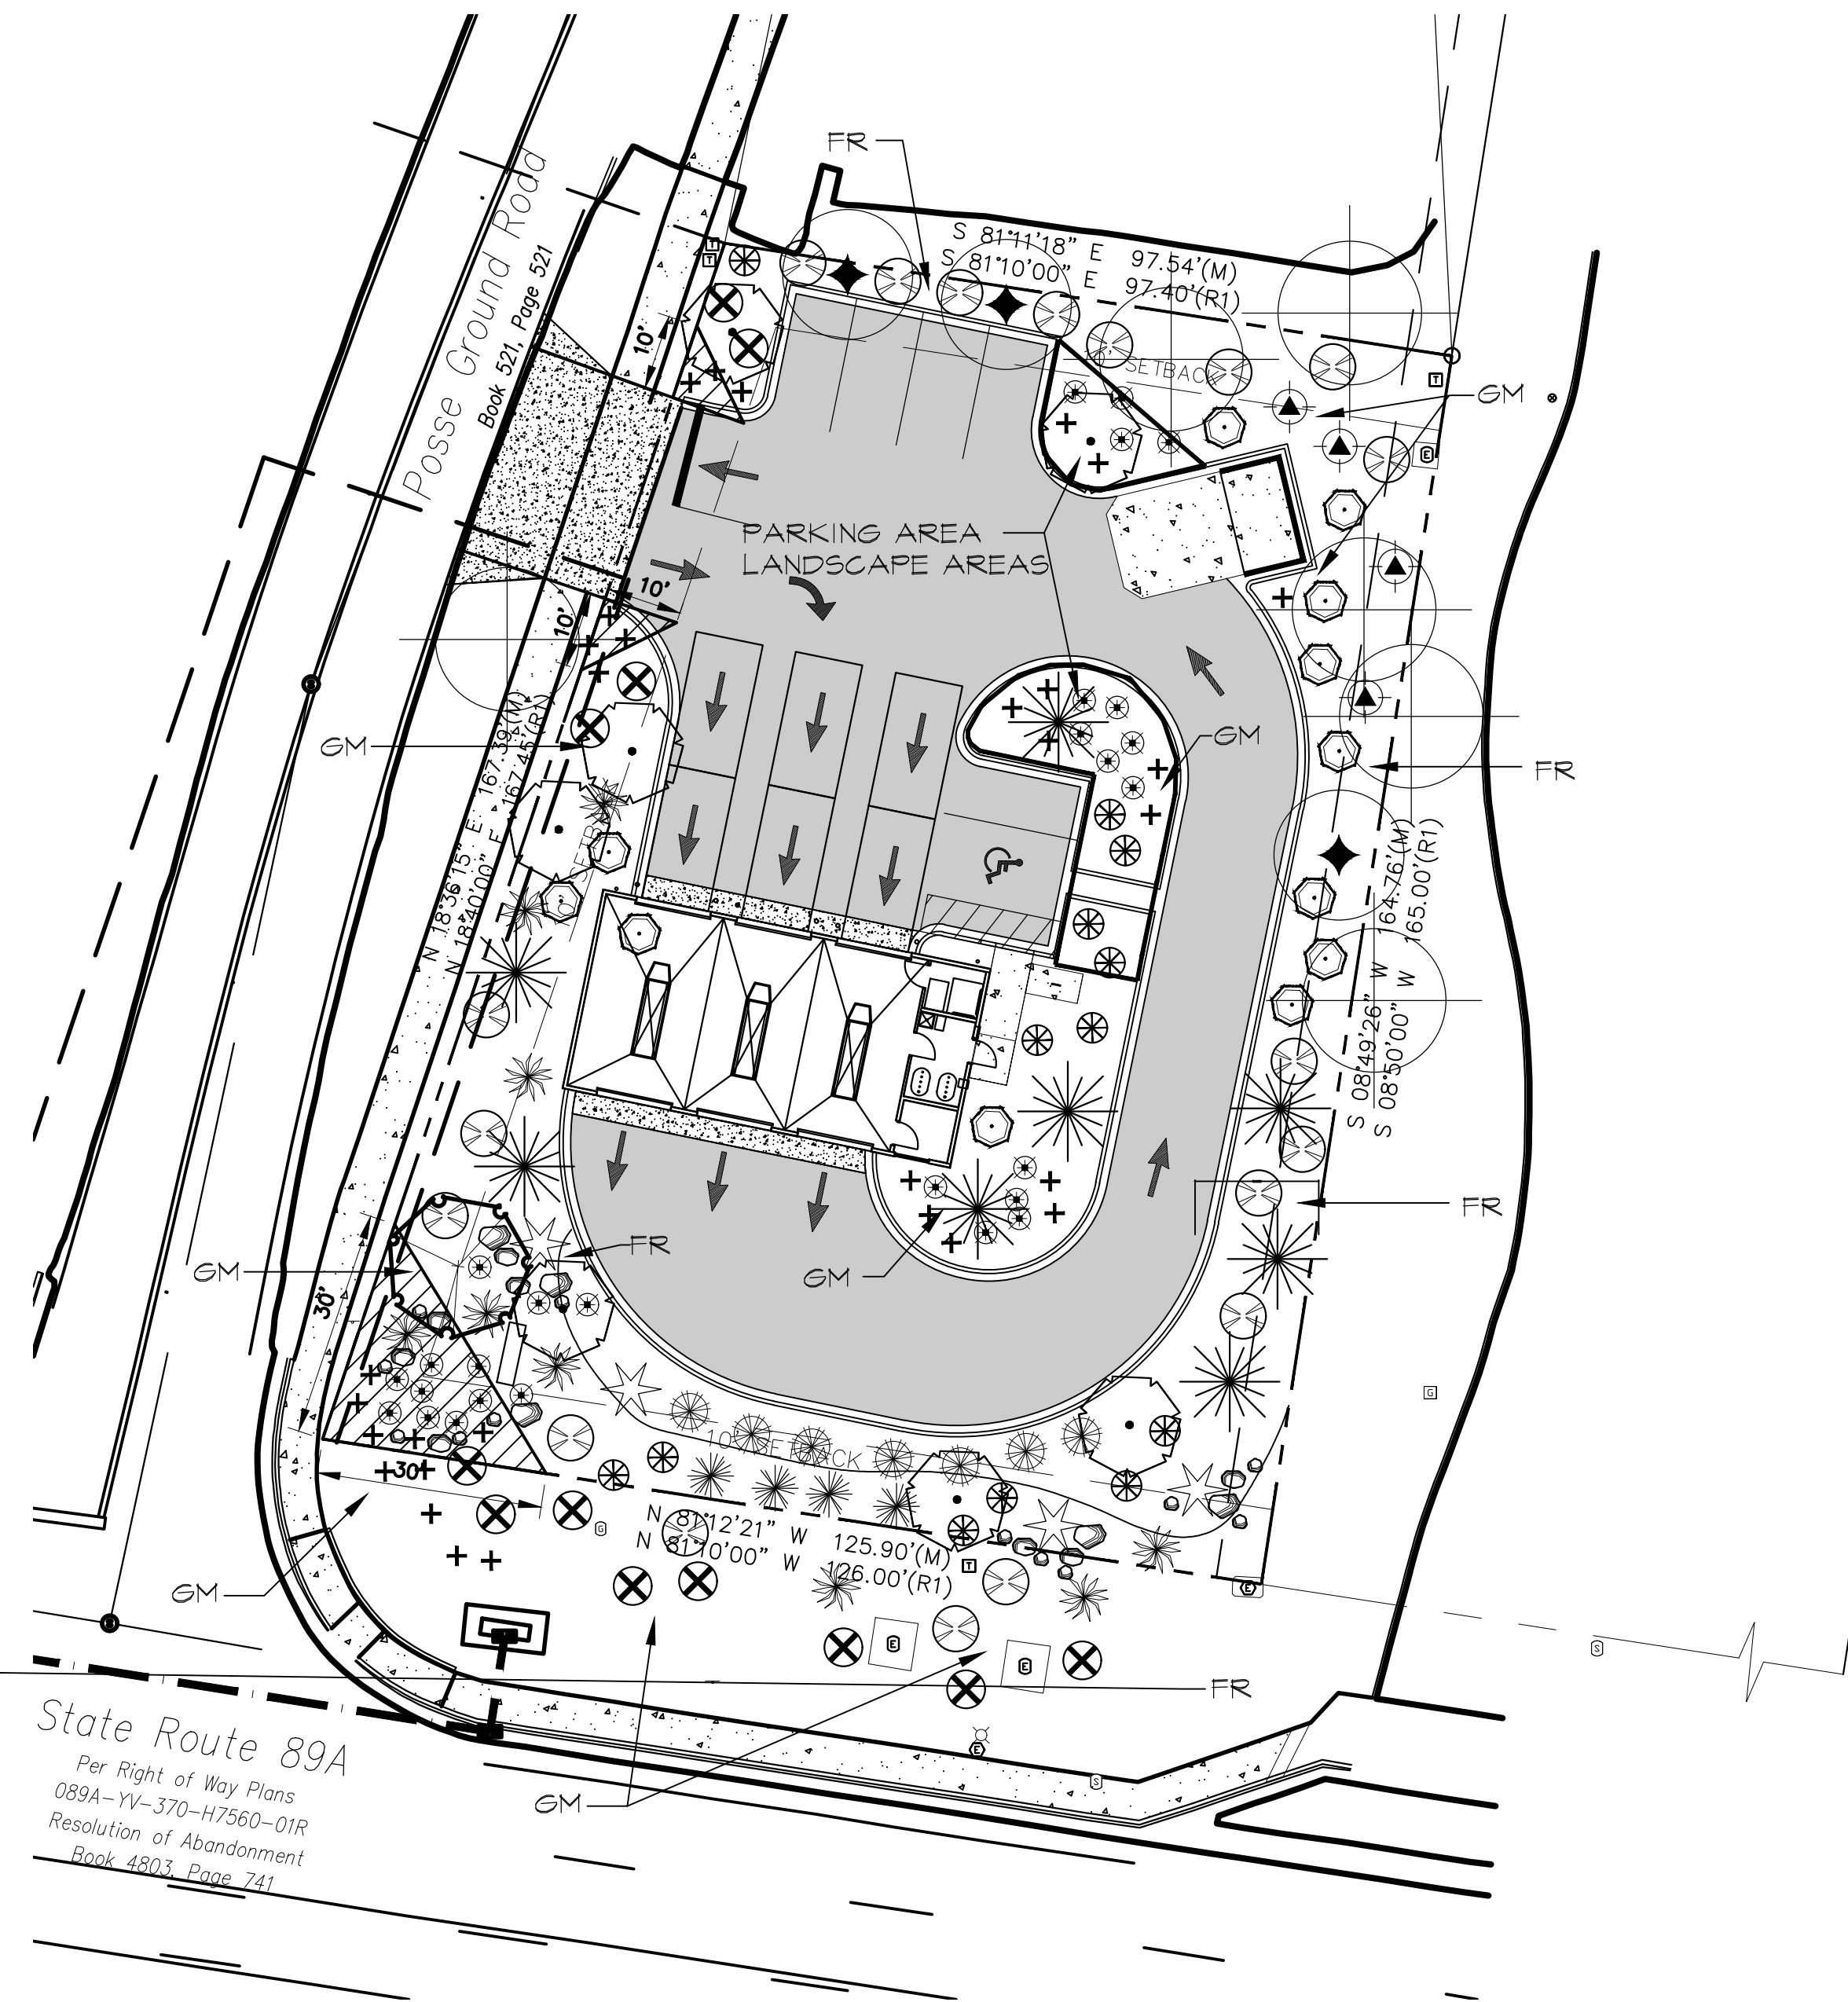 FR
Posse Ground Road
Book 521, Page 521
T
T
S 81°11'18" E 97.54'(M)
S 81°10'00" E 97.40'(R1)
10'
10' SETBACK
T
GM
E
PARKING AREA
LANDSCAPE AREAS
10'
10'
GM
GM
FR
N 18°36'15" E 167.39'(M)
N 18°40'00" E 167.45'(R1)
10' SETBACK
S 08°49'26" W 164.76'(M)
S 08°50'00" W 165.00'(R1)
FR
FR
GM
GM
30'
G
10' SETBACK
30'
G
N 81°12'21" W 125.90'(M)
N 81°10'00" W 126.00'(R1)
T
E
GM
E
E
S
FR
State Route 89A
Per Right of Way Plans
089A-YV-370-H7560-01R
Resolution of Abandonment
Book 4803, Page 741
E
S
GM